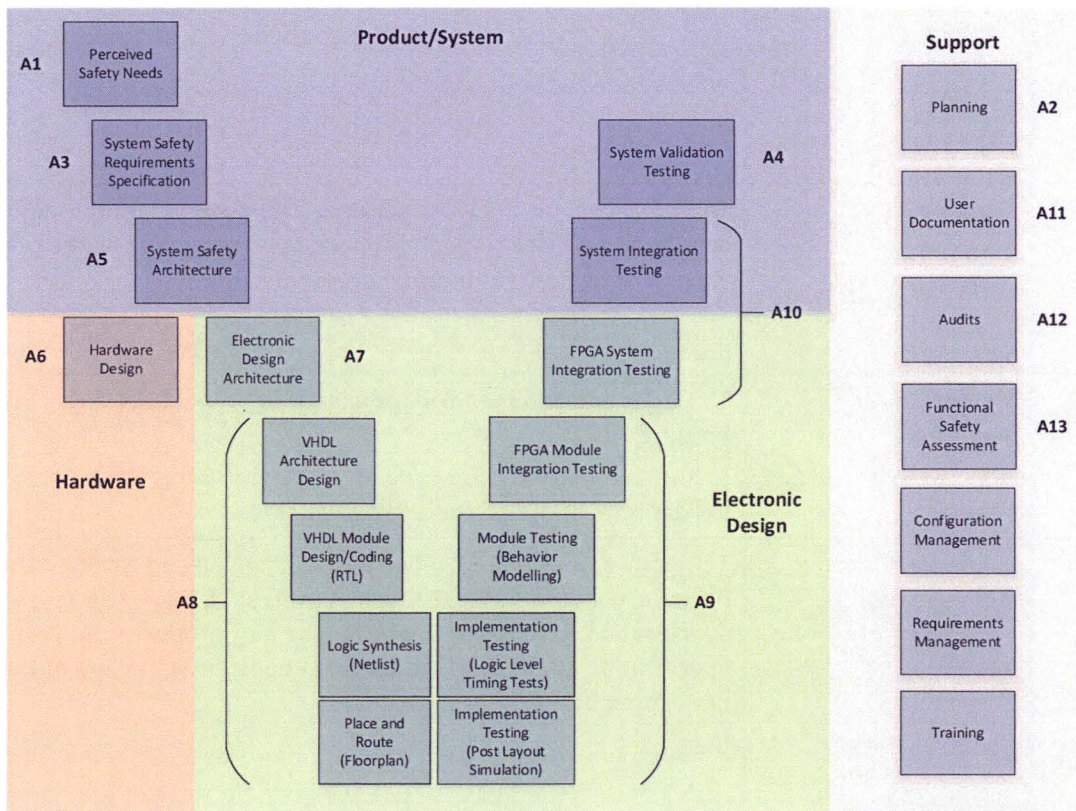 Product/System
A1
Perceived
Safety Needs
A3
System Safety
Requirements
Specification
System Validation
Testing
A4
A5
System Safety
Architecture
System Integration
Testing
A10
A6
Hardware
Design
Electronic
Design
Architecture
A7
FPGA System
Integration Testing
Hardware
VHDL
Architecture
Design
FPGA Module
Integration Testing
Electronic
Design
VHDL Module
Design/Coding
(RTL)
Module Testing
(Behavior
Modelling)
A8
A9
Logic Synthesis
(Netlist)
Implementation
Testing
(Logic Level
Timing Tests)
Place and
Route
(Floorplan)
Implementation
Testing
(Post Layout
Simulation)
Support
Planning
A2
User
Documentation
A11
Audits
A12
Functional
Safety
Assessment
A13
Configuration
Management
Requirements
Management
Training